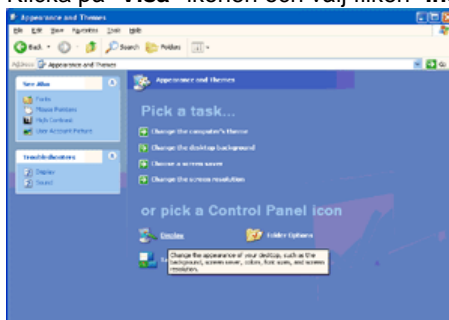 Klicka på "Visa"-ikonen och välj fliken "In
Appearance and Themes
File Edit View Favorites Tools Help
Back Search Folders
Address Appearance and Themes Go
See Also
Fonts
Mouse Pointers
High Contrast
User Account Picture
Troubleshooters
Display
Sound
Appearance and Themes
Pick a task...
Change the computer's theme
Change the desktop background
Choose a screen saver
Change the screen resolution
or pick a Control Panel icon
Display Folder Options
Change the appearance of your desktop, such as the
background, screen saver, colors, font sizes, and screen
resolution.